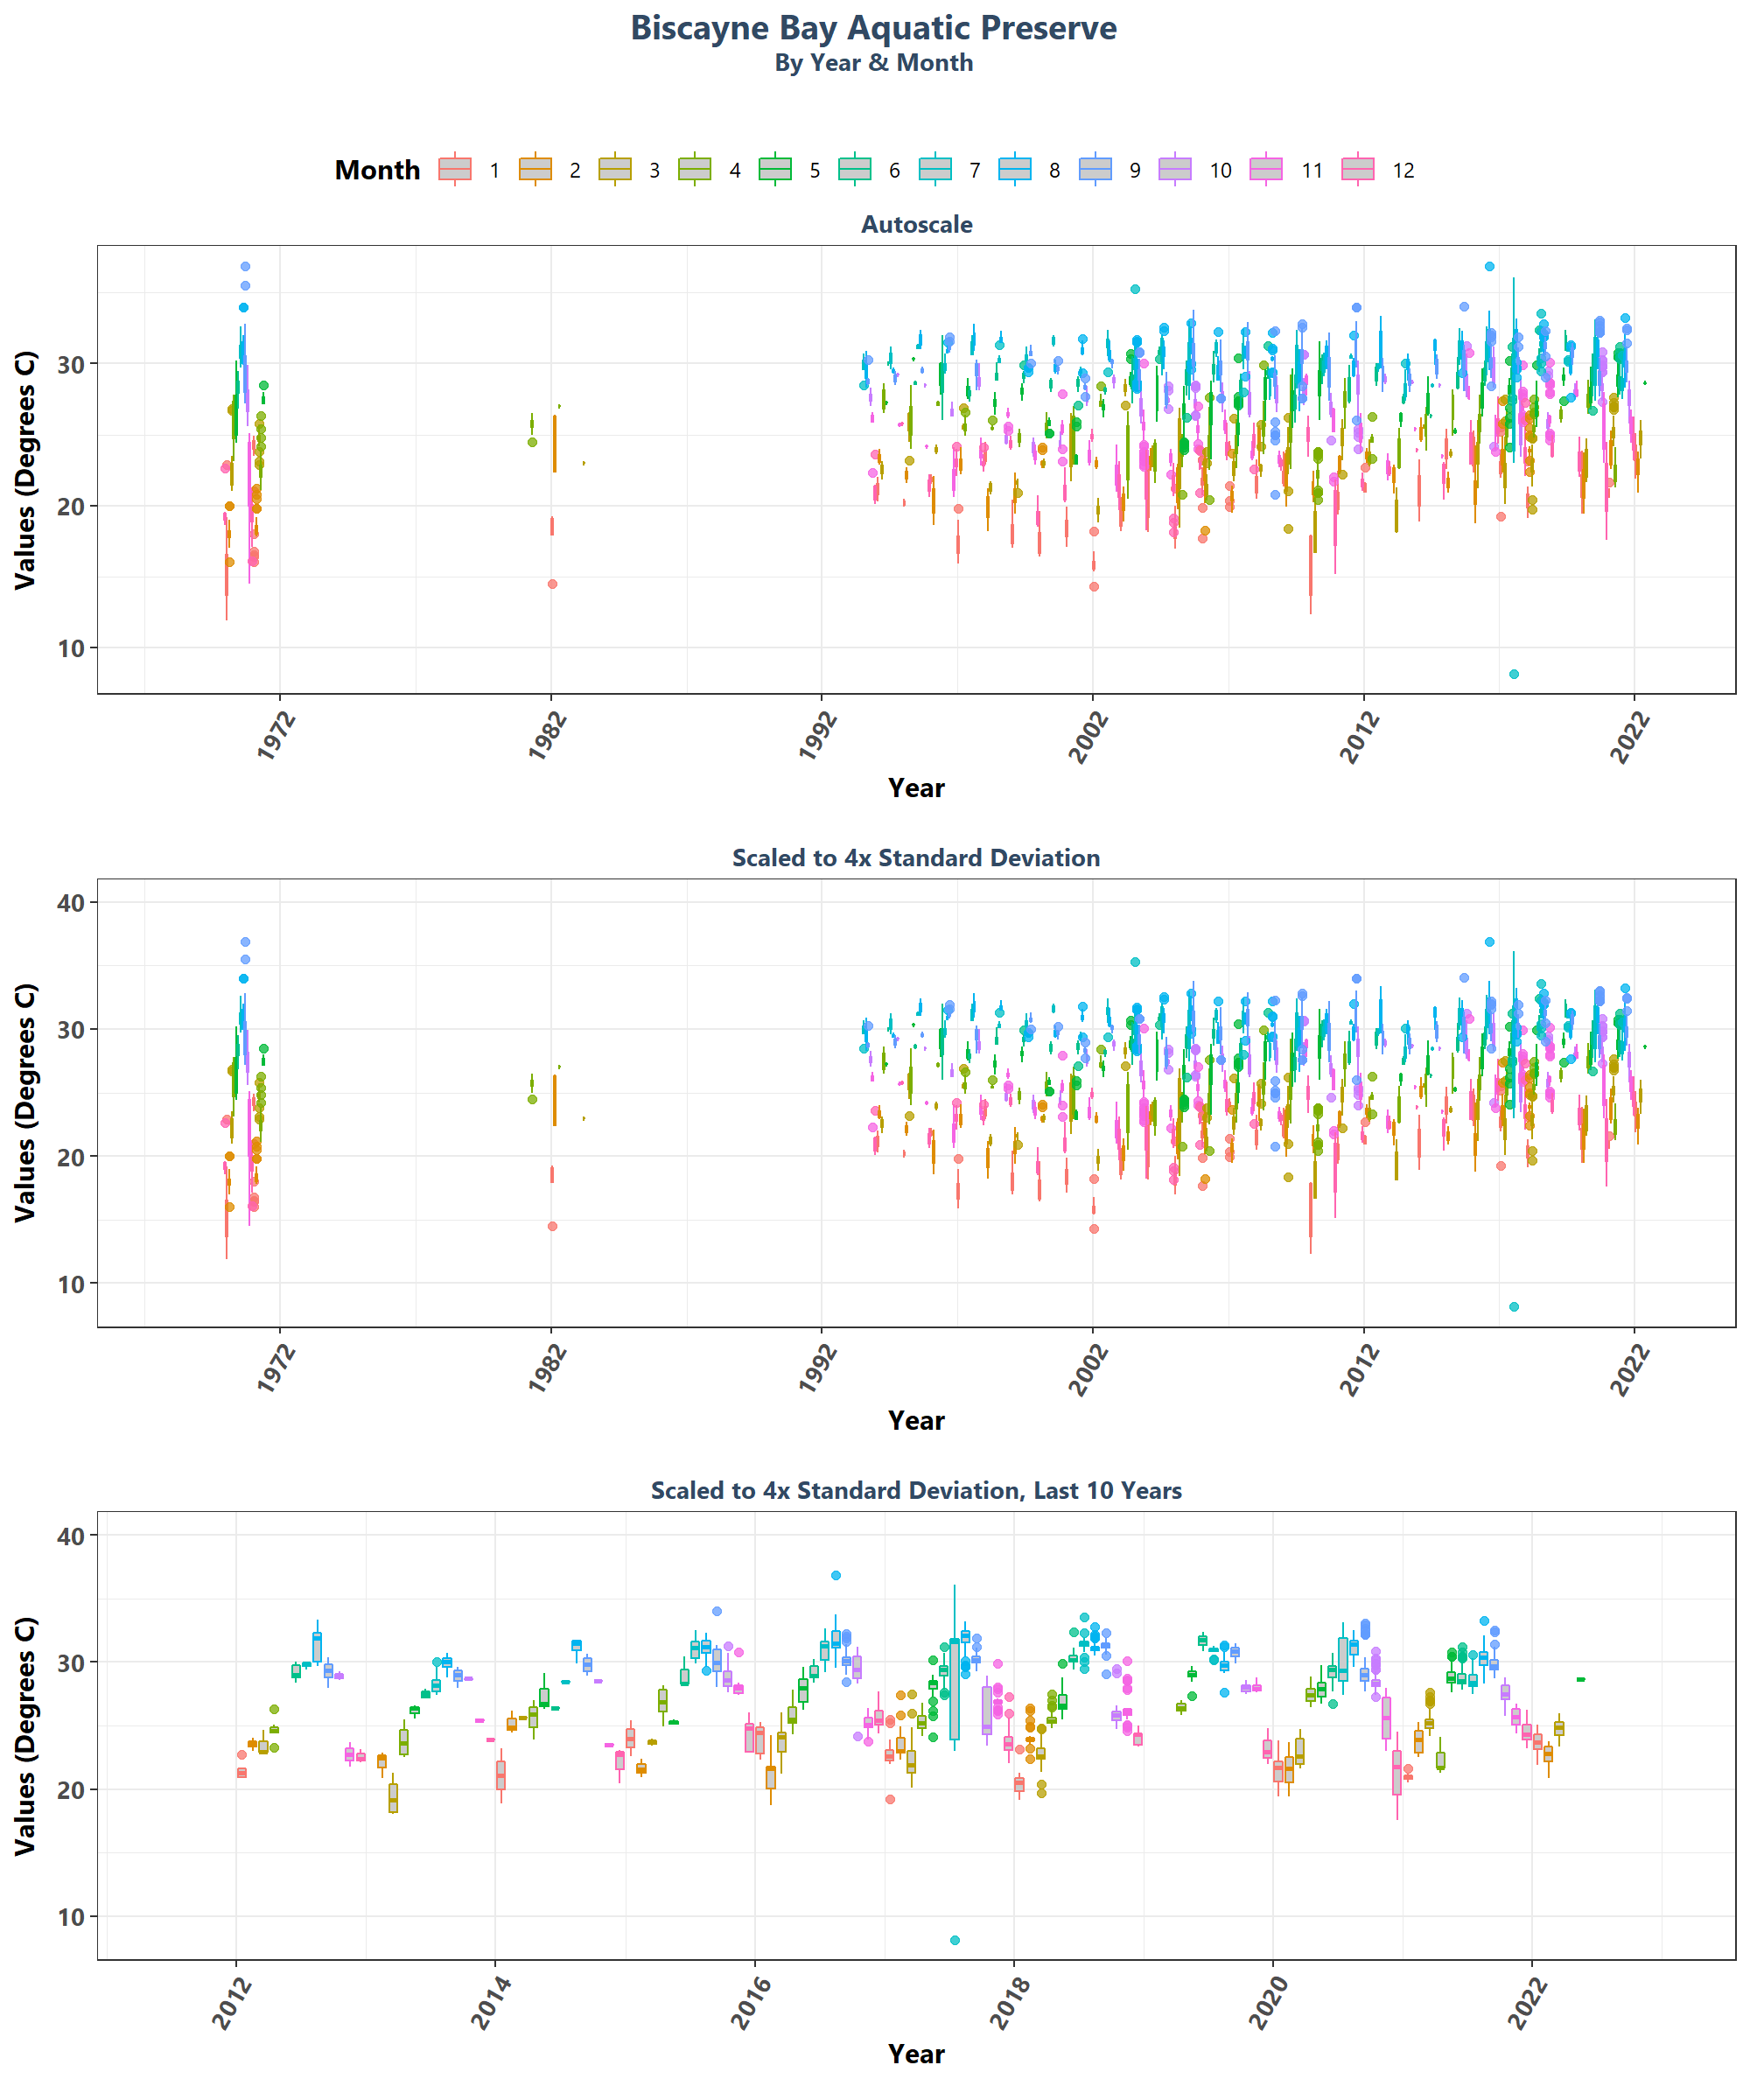 Biscayne Bay Aquatic Preserve
By Year & Month
Month 1 2 3 4 5 6 7 8 9 10 11 12
Autoscale
Values (Degrees C)
30
20
10
1972 1982 1992 2002 2012 2022
Year
Scaled to 4x Standard Deviation
Values (Degrees C)
40
30
20
10
1972 1982 1992 2002 2012 2022
Year
Scaled to 4x Standard Deviation, Last 10 Years
Values (Degrees C)
40
30
20
10
2012 2014 2016 2018 2020 2022
Year